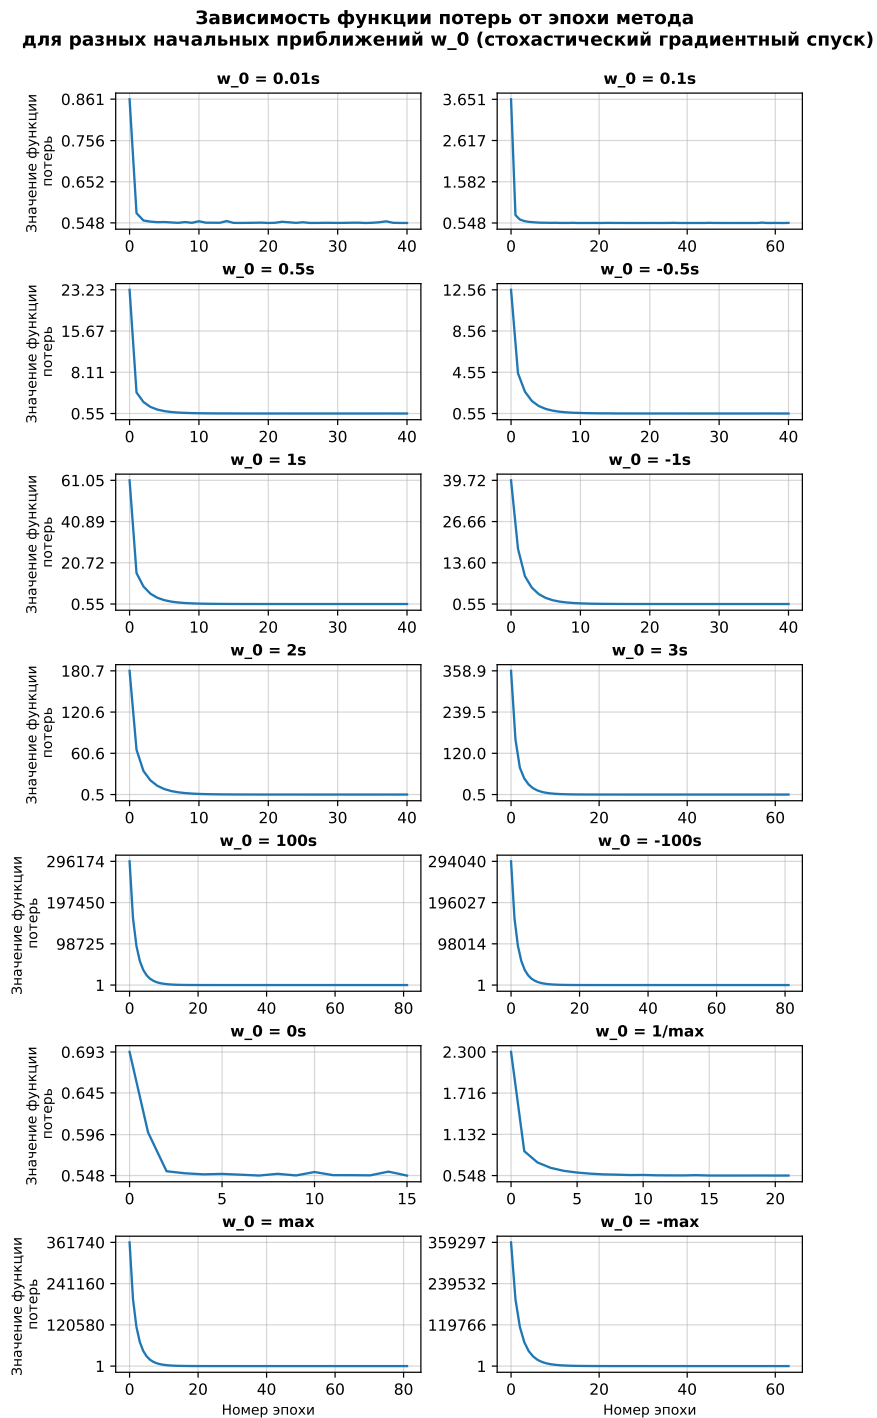 Зависимость функции потерь от эпохи метода
для разных начальных приближений w_0 (стохастический градиентный спуск)
w_0 = 0.01s
Значение функции
потерь
0.861
0.756
0.652
0.548
0 10 20 30 40
w_0 = 0.1s
3.651
2.617
1.582
0.548
0 20 40 60
w_0 = 0.5s
Значение функции
потерь
23.23
15.67
8.11
0.55
0 10 20 30 40
w_0 = -0.5s
12.56
8.56
4.55
0.55
0 10 20 30 40
w_0 = 1s
Значение функции
потерь
61.05
40.89
20.72
0.55
0 10 20 30 40
w_0 = -1s
39.72
26.66
13.60
0.55
0 10 20 30 40
w_0 = 2s
Значение функции
потерь
180.7
120.6
60.6
0.5
0 10 20 30 40
w_0 = 3s
358.9
239.5
120.0
0.5
0 20 40 60
w_0 = 100s
Значение функции
потерь
296174
197450
98725
1
0 20 40 60 80
w_0 = -100s
294040
196027
98014
1
0 20 40 60 80
w_0 = 0s
Значение функции
потерь
0.693
0.645
0.596
0.548
0 5 10 15
w_0 = 1/max
2.300
1.716
1.132
0.548
0 5 10 15 20
w_0 = max
Значение функции
потерь
361740
241160
120580
1
0 20 40 60 80
Номер эпохи
w_0 = -max
359297
239532
119766
1
0 20 40 60
Номер эпохи